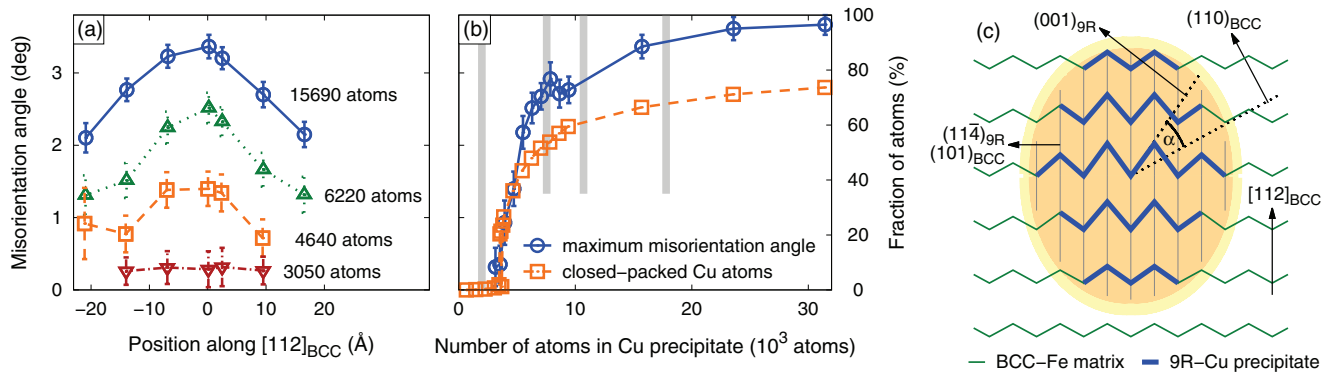 (a)
Misorientation angle (deg)
3
2
1
0
15690 atoms
6220 atoms
4640 atoms
3050 atoms
−20 −10 0 10 20
Position along [112]BCC (Å)
(b)
100
80
60
40
20
0
Fraction of atoms (%)
maximum misorientation angle
closed−packed Cu atoms
0 10 20 30
Number of atoms in Cu precipitate (10³ atoms)
(c)
(001)9R
(110)BCC
(114̄)9R
(101)BCC
α
[112]BCC
BCC−Fe matrix 9R−Cu precipitate